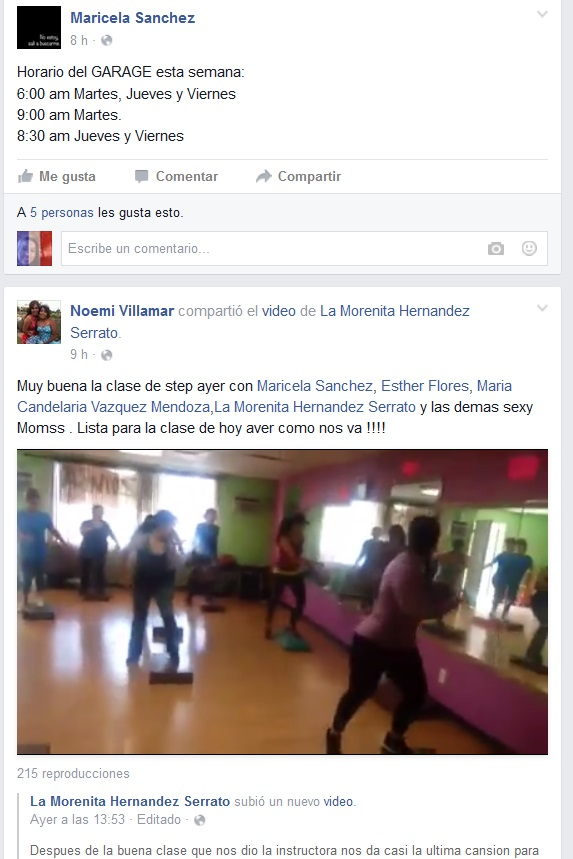 Maricela Sanchez
8 h ·
Horario del GARAGE esta semana:
6:00 am Martes, Jueves y Viernes
9:00 am Martes.
8:30 am Jueves y Viernes
Me gusta Comentar Compartir
A 5 personas les gusta esto.
Escribe un comentario...
Noemi Villamar compartió el video de La Morenita Hernandez
Serrato.
9 h ·
Muy buena la clase de step ayer con Maricela Sanchez, Esther Flores, Maria
Candelaria Vazquez Mendoza,La Morenita Hernandez Serrato y las demas sexy
Momss . Lista para la clase de hoy aver como nos va !!!!
215 reproducciones
La Morenita Hernandez Serrato subió un nuevo video.
Ayer a las 13:53 · Editado ·
Despues de la buena clase que nos dio la instructora nos da casi la ultima cansion para